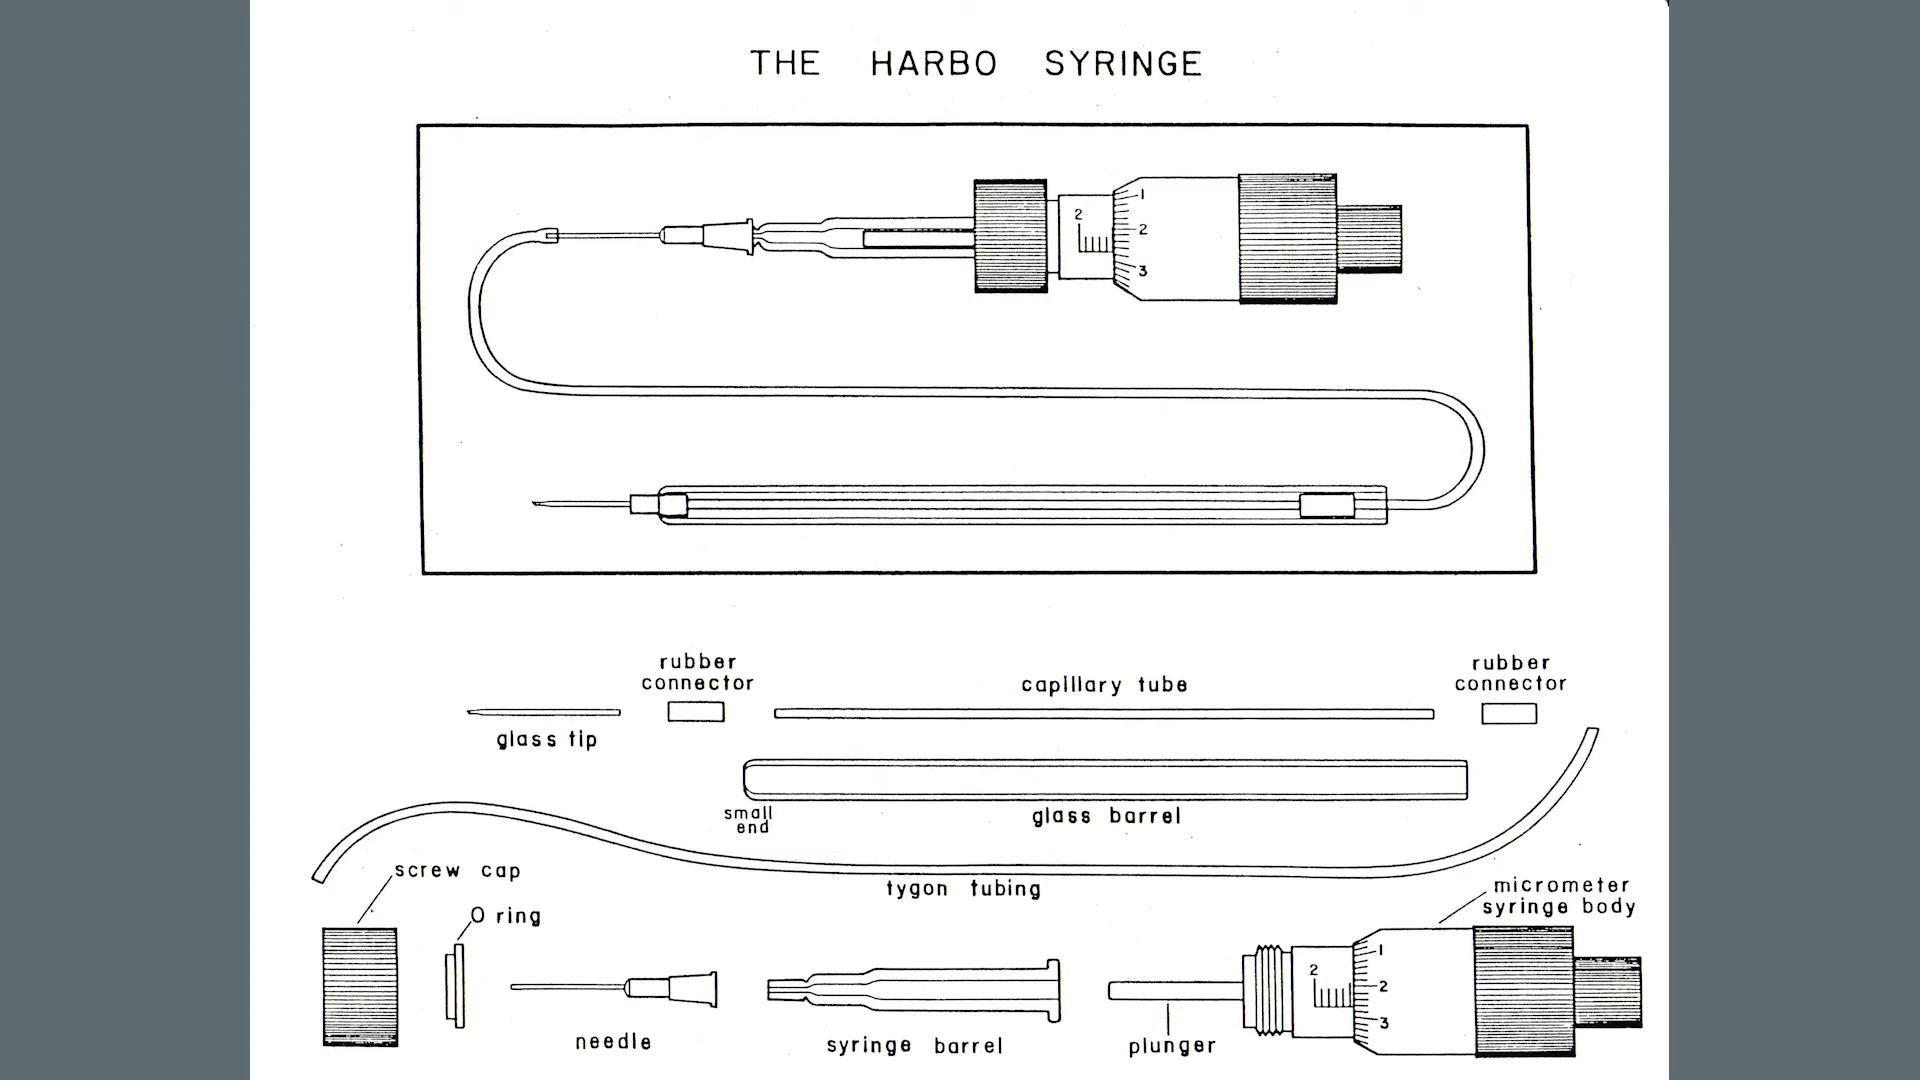 THE HARBO SYRINGE
2
1
2
3
rubber
connector
capillary tube
rubber
connector
glass tip
small
end
glass barrel
tygon tubing
screw cap
O ring
micrometer
syringe body
needle
syringe barrel
plunger
2
1
2
3